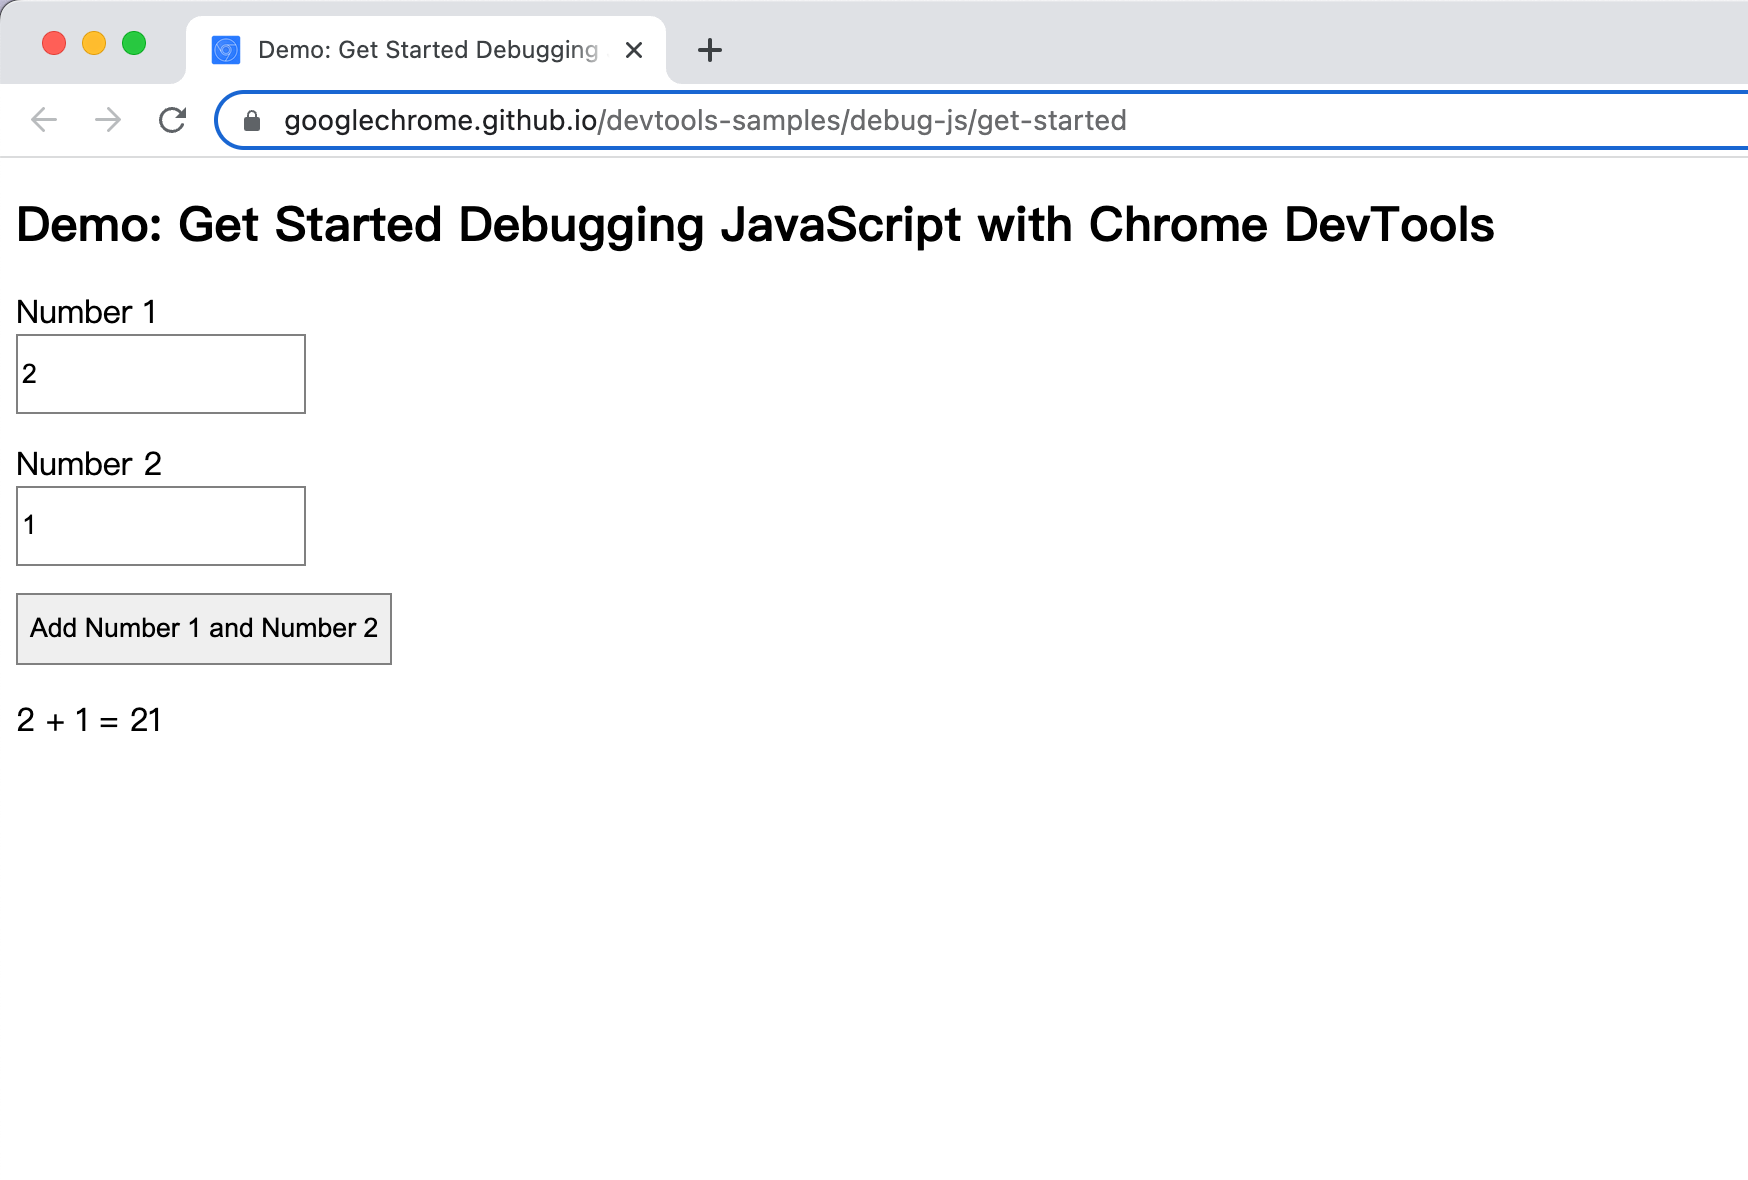 Demo: Get Started Debugging
googlechrome.github.io/devtools-samples/debug-js/get-started
Demo: Get Started Debugging JavaScript with Chrome DevTools
Number 1
2
Number 2
1
Add Number 1 and Number 2
2 + 1 = 21